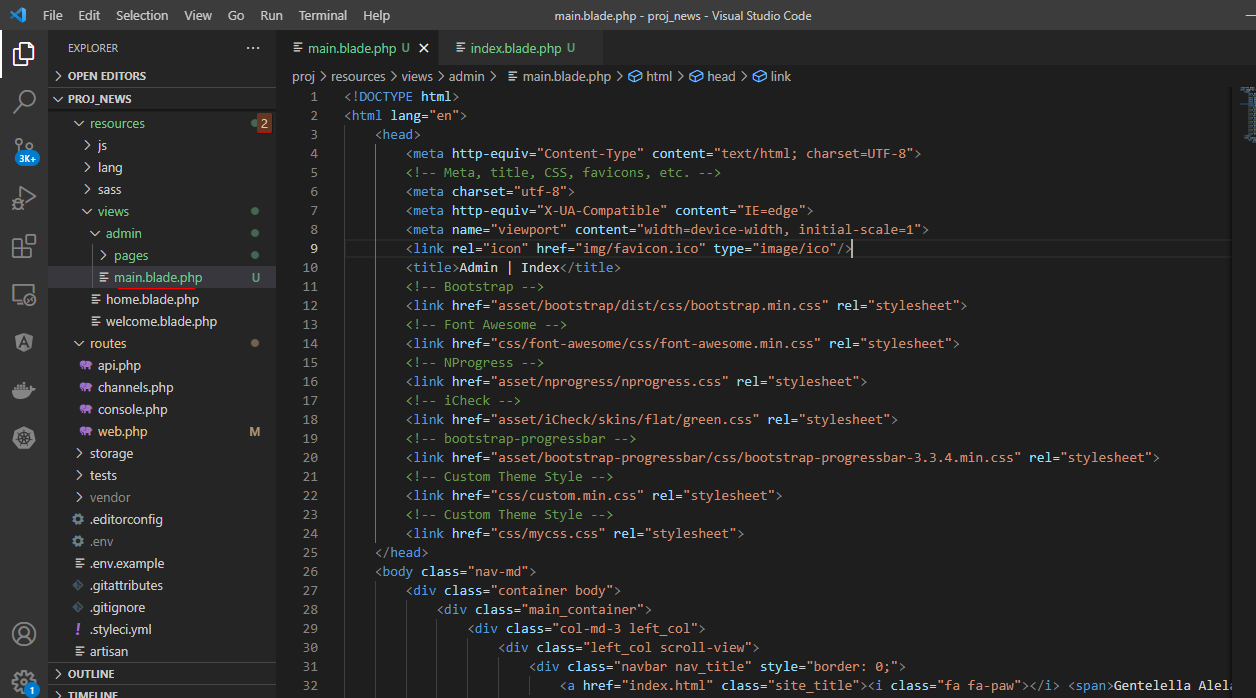 File Edit Selection View Go Run Terminal Help main.blade.php - proj_news - Visual Studio Code
EXPLORER ···
OPEN EDITORS
PROJ_NEWS
resources 2
js
lang
sass
views
admin
pages
main.blade.php U
home.blade.php
welcome.blade.php
routes
api.php
channels.php
console.php
web.php M
storage
tests
vendor
.editorconfig
.env
.env.example
.gitattributes
.gitignore
.styleci.yml
artisan
OUTLINE
TIMELINE
3K+
1
main.blade.php U index.blade.php U
proj > resources > views > admin > main.blade.php > html > head > link
1 <!DOCTYPE html>
2 <html lang="en">
3 <head>
4 <meta http-equiv="Content-Type" content="text/html; charset=UTF-8">
5 <!-- Meta, title, CSS, favicons, etc. -->
6 <meta charset="utf-8">
7 <meta http-equiv="X-UA-Compatible" content="IE=edge">
8 <meta name="viewport" content="width=device-width, initial-scale=1">
9 <link rel="icon" href="img/favicon.ico" type="image/ico"/>
10 <title>Admin | Index</title>
11 <!-- Bootstrap -->
12 <link href="asset/bootstrap/dist/css/bootstrap.min.css" rel="stylesheet">
13 <!-- Font Awesome -->
14 <link href="css/font-awesome/css/font-awesome.min.css" rel="stylesheet">
15 <!-- NProgress -->
16 <link href="asset/nprogress/nprogress.css" rel="stylesheet">
17 <!-- iCheck -->
18 <link href="asset/iCheck/skins/flat/green.css" rel="stylesheet">
19 <!-- bootstrap-progressbar -->
20 <link href="asset/bootstrap-progressbar/css/bootstrap-progressbar-3.3.4.min.css" rel="stylesheet">
21 <!-- Custom Theme Style -->
22 <link href="css/custom.min.css" rel="stylesheet">
23 <!-- Custom Theme Style -->
24 <link href="css/mycss.css" rel="stylesheet">
25 </head>
26 <body class="nav-md">
27 <div class="container body">
28 <div class="main_container">
29 <div class="col-md-3 left_col">
30 <div class="left_col scroll-view">
31 <div class="navbar nav_title" style="border: 0;">
32 <a href="index.html" class="site_title"><i class="fa fa-paw"></i> <span>Gentelella Alela